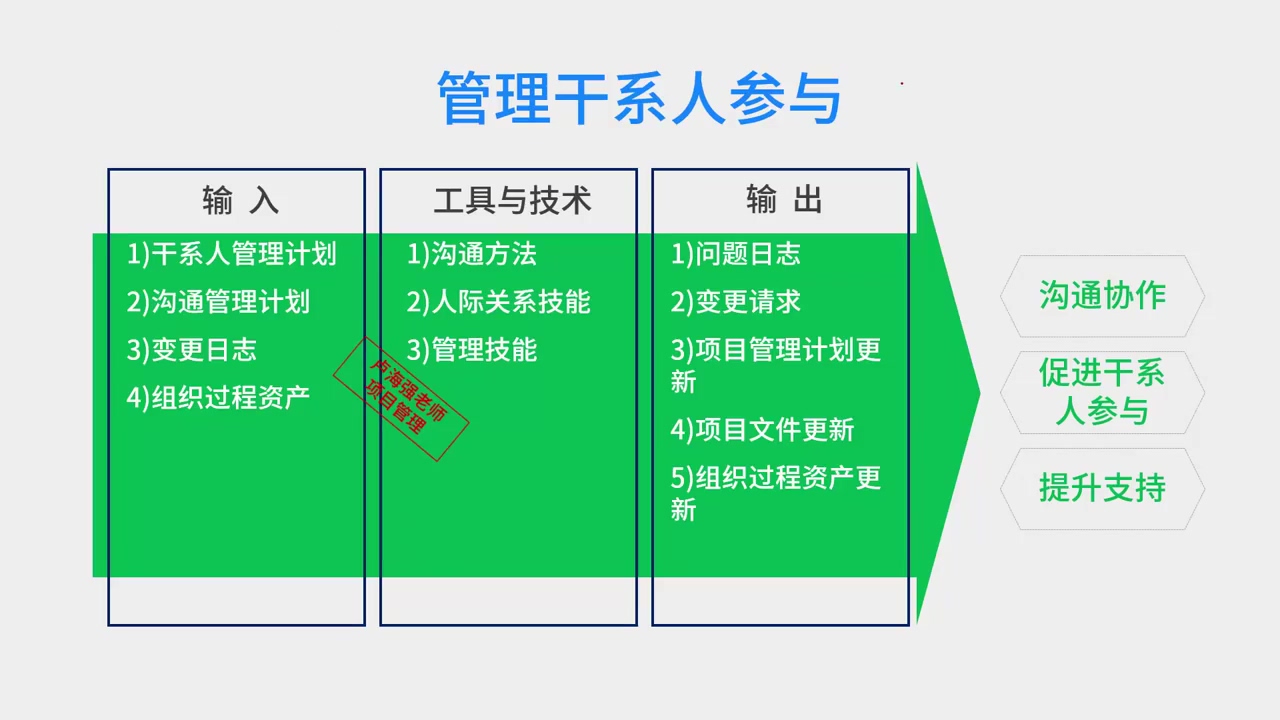 管理干系人参与
输 入
1)干系人管理计划
2)沟通管理计划
3)变更日志
4)组织过程资产
工具与技术
1)沟通方法
2)人际关系技能
3)管理技能
卢海强老师
项目管理
输 出
1)问题日志
2)变更请求
3)项目管理计划更
新
4)项目文件更新
5)组织过程资产更
新
沟通协作
促进干系
人参与
提升支持